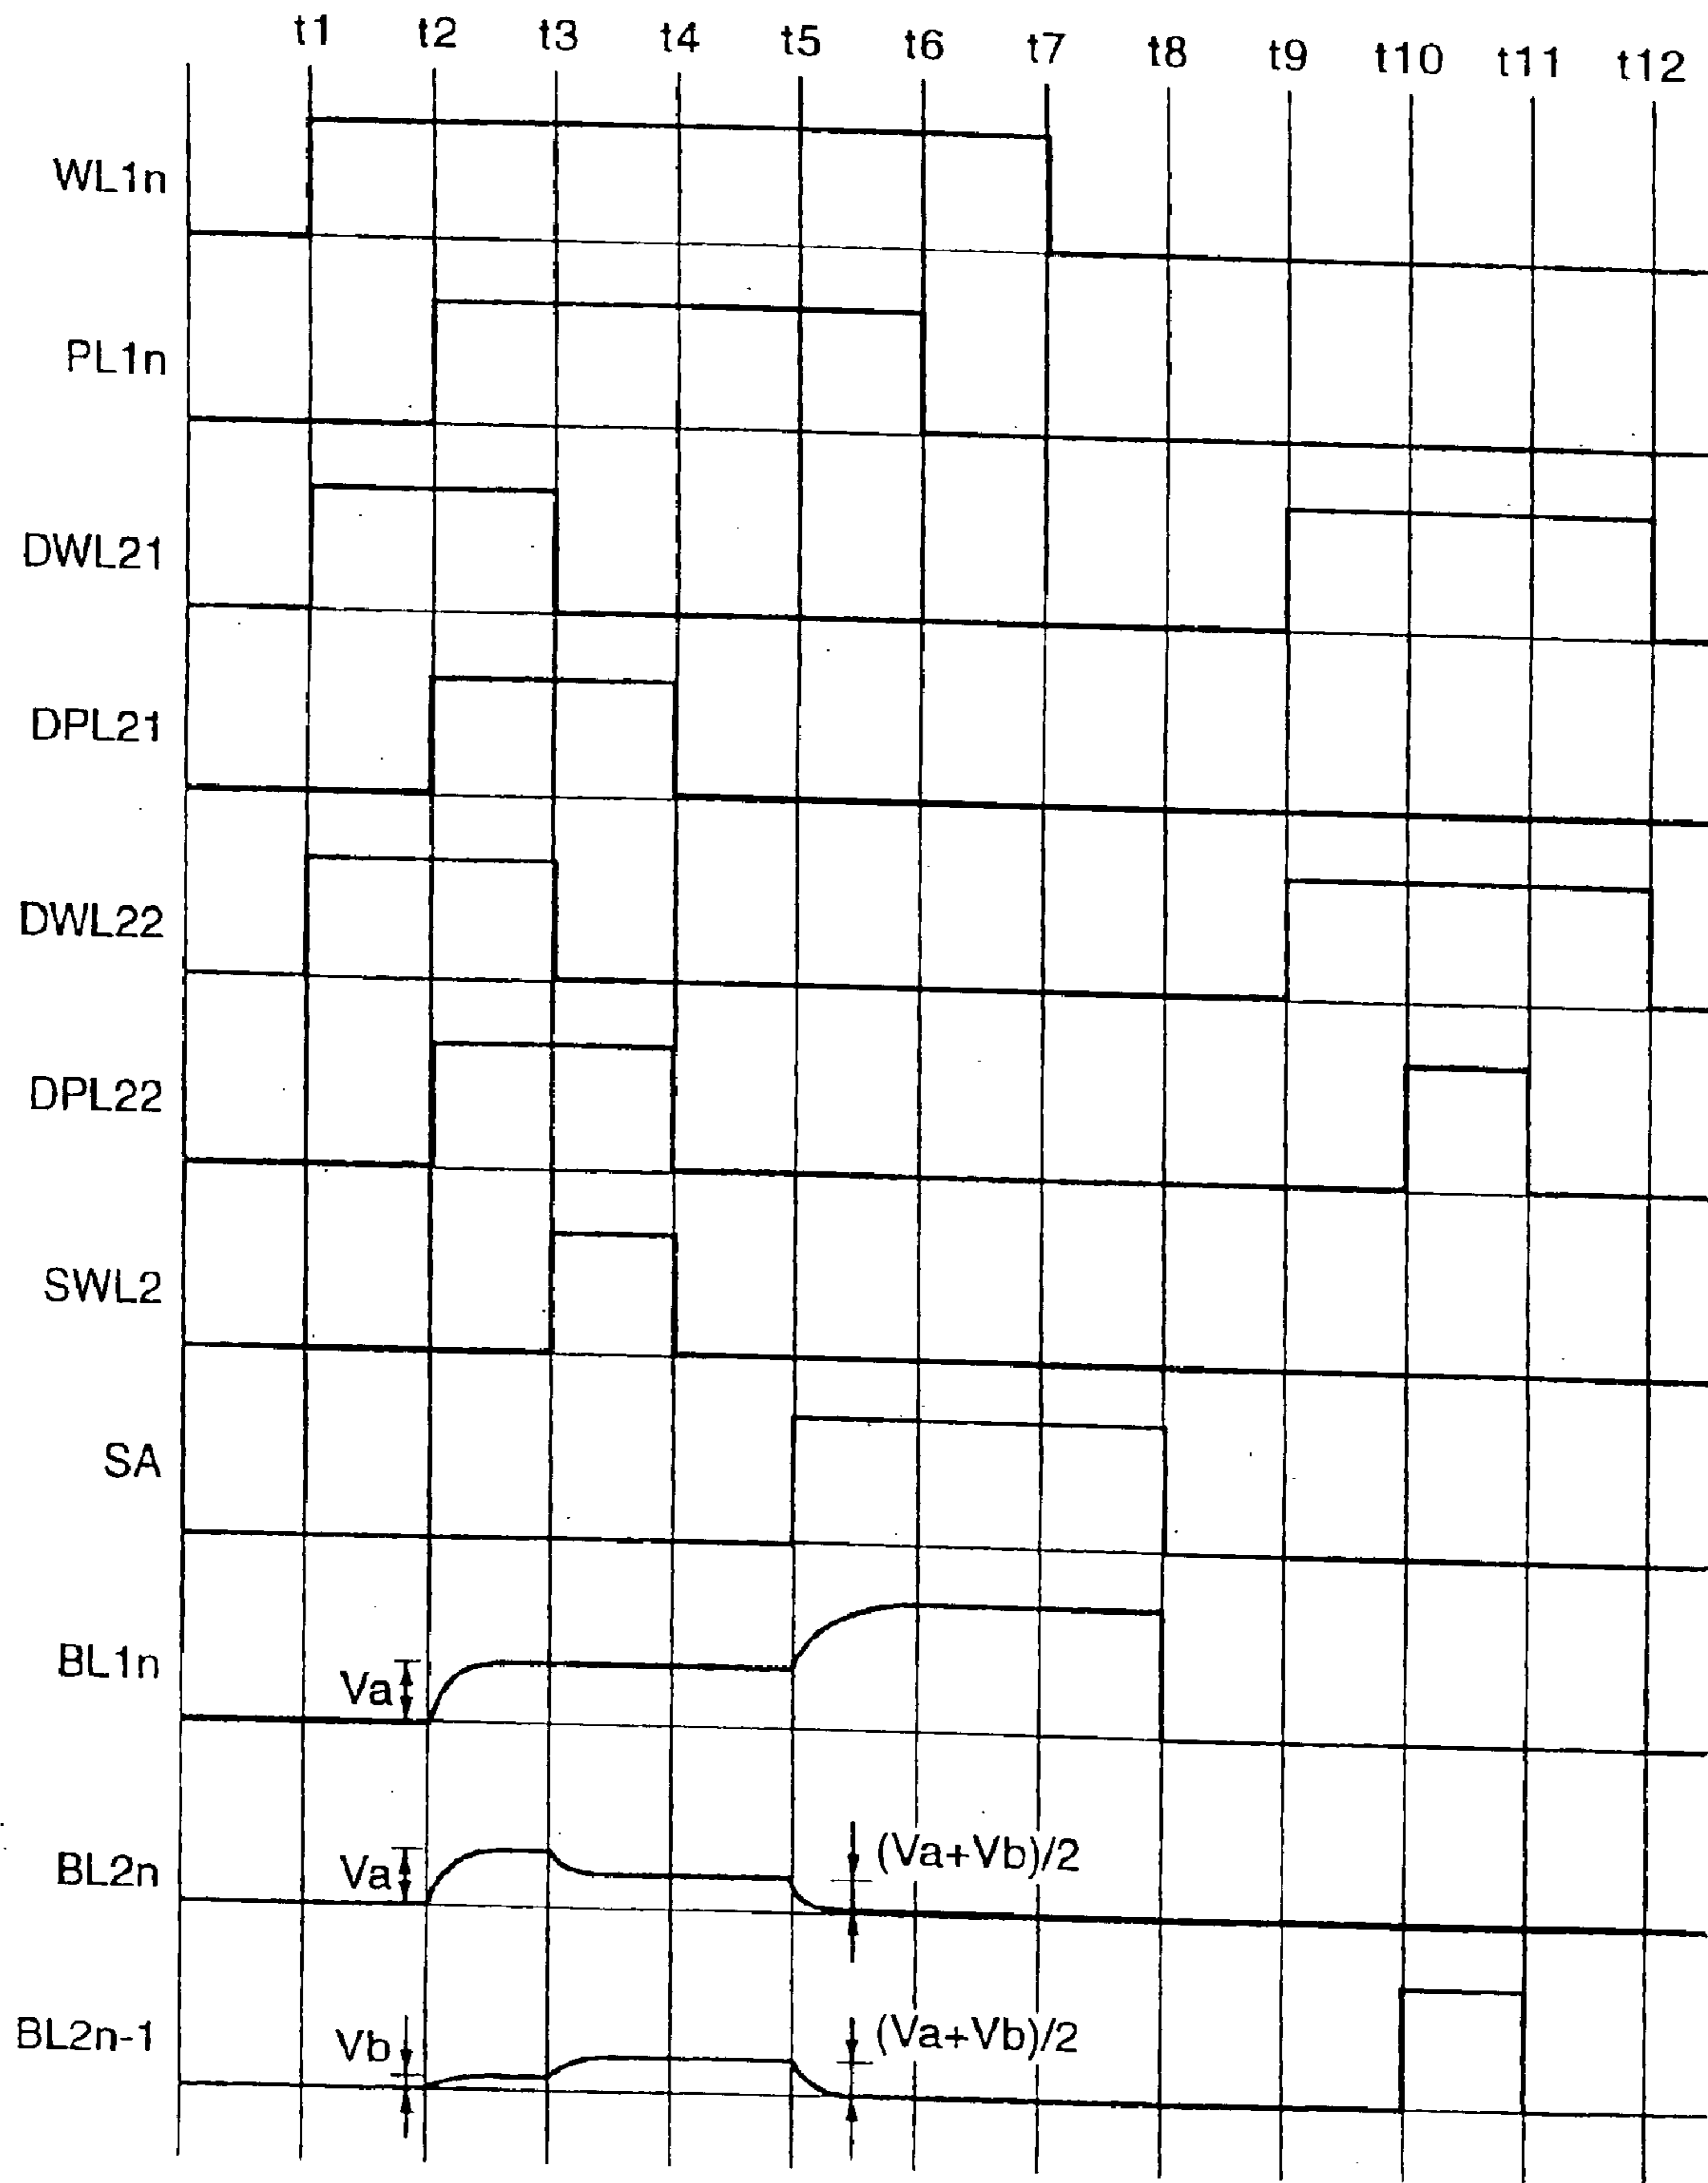 t1 t2 t3 t4 t5 t6 t7 t8 t9 t10 t11 t12
WL1n
PL1n
DWL21
DPL21
DWL22
DPL22
SWL2
SA
BL1n
Va
BL2n
Va
(Va+Vb)/2
BL2n-1
Vb
(Va+Vb)/2